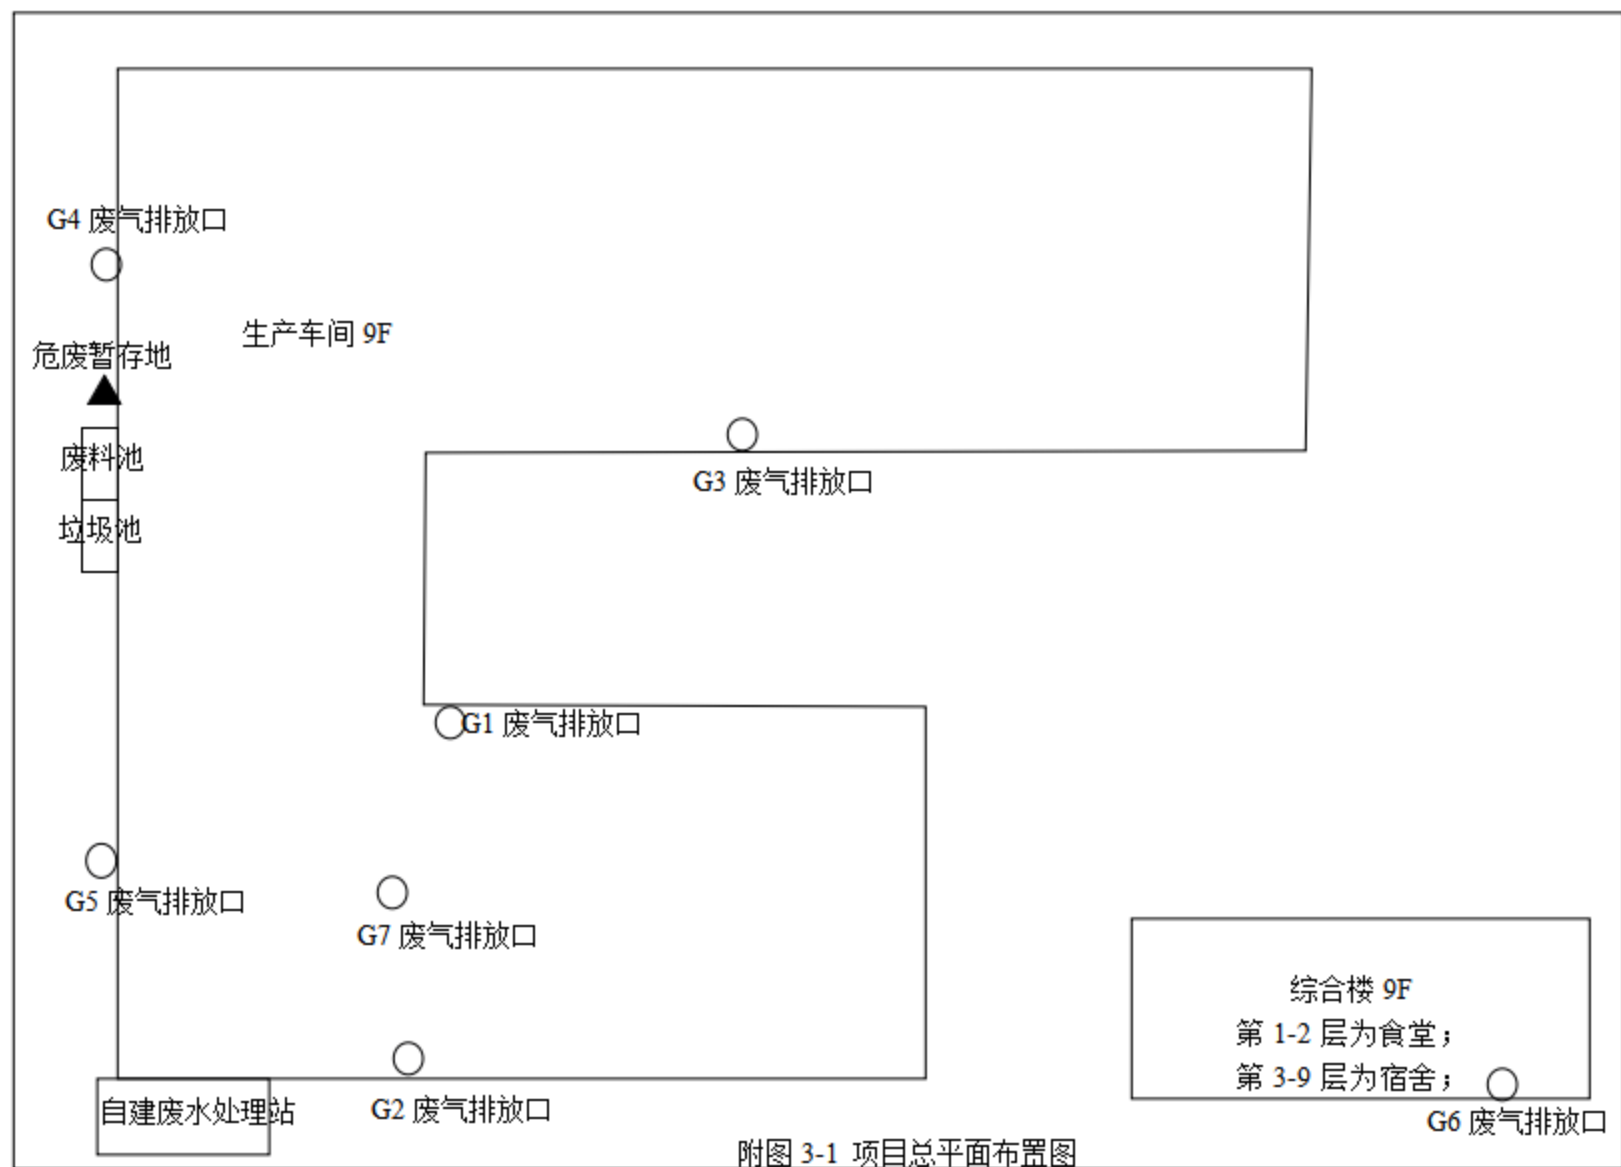 G4 废气排放口
生产车间 9F
危废暂存地
废料池
G3 废气排放口
垃圾池
G1 废气排放口
G5 废气排放口
G7 废气排放口
综合楼 9F
第 1-2 层为食堂；
第 3-9 层为宿舍；
自建废水处理站
G2 废气排放口
G6 废气排放口
附图 3-1 项目总平面布置图